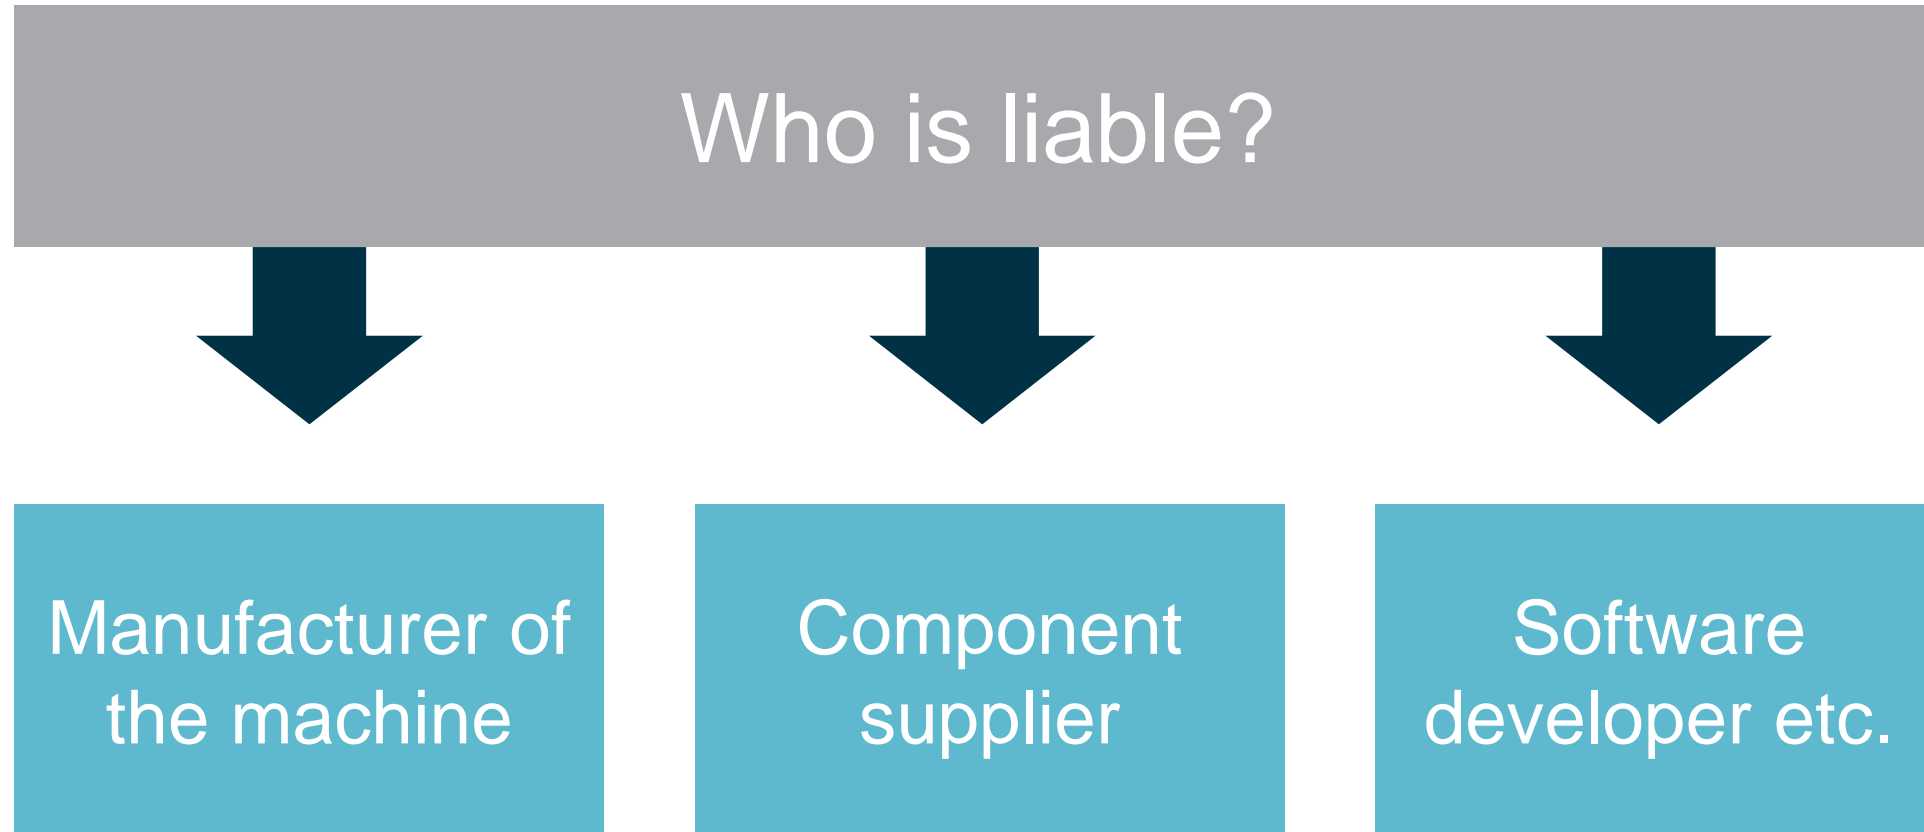 Who is liable?
Manufacturer of
the machine
Component
supplier
Software
developer etc.